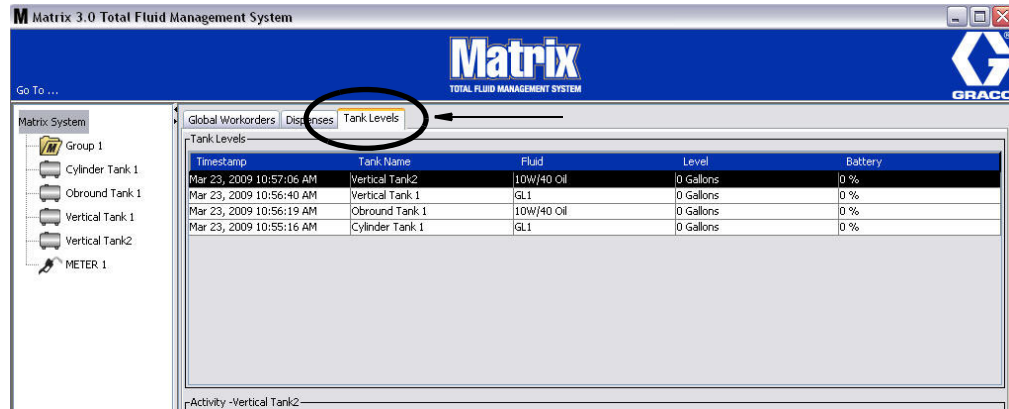 M Matrix 3.0 Total Fluid Management System
Matrix
TOTAL FLUID MANAGEMENT SYSTEM
Go To ...
GRACO
®
Matrix System
M Group 1
Cylinder Tank 1
Obround Tank 1
Vertical Tank 1
Vertical Tank2
METER 1
Global Workorders Dispenses Tank Levels
Tank Levels
Timestamp Tank Name Fluid Level Battery
Mar 23, 2009 10:57:06 AM Vertical Tank2 10W/40 Oil 0 Gallons 0 %
Mar 23, 2009 10:56:40 AM Vertical Tank 1 GL1 0 Gallons 0 %
Mar 23, 2009 10:56:19 AM Obround Tank 1 10W/40 Oil 0 Gallons 0 %
Mar 23, 2009 10:55:16 AM Cylinder Tank 1 GL1 0 Gallons 0 %
Activity -Vertical Tank2